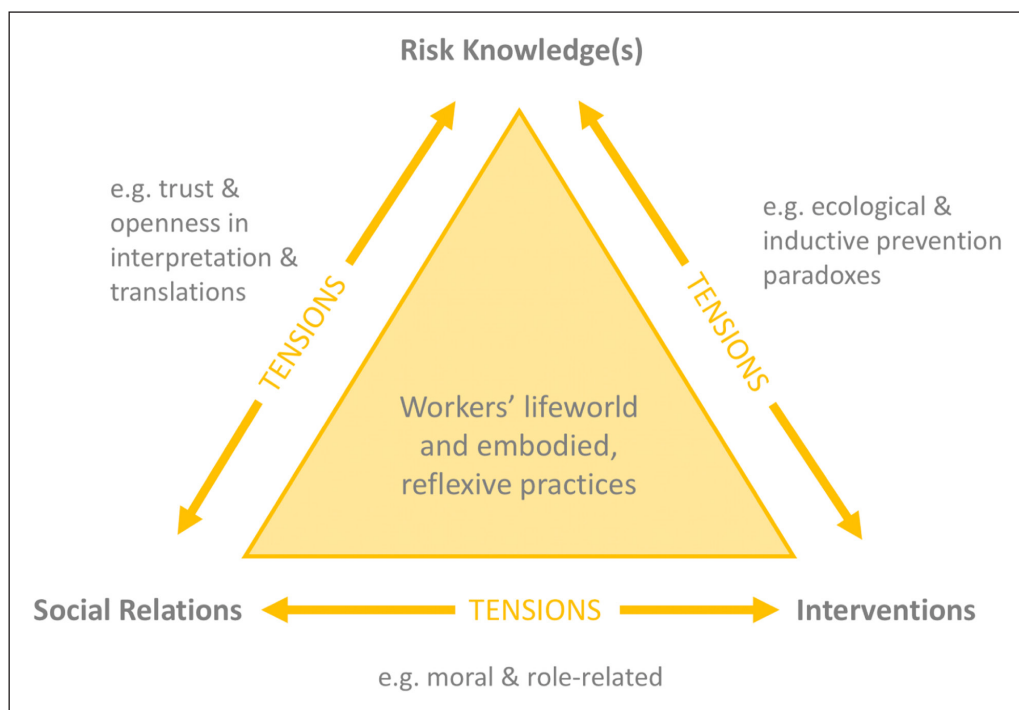 Risk Knowledge(s)
e.g. trust &
openness in
interpretation &
translations
e.g. ecological &
inductive prevention
paradoxes
TENSIONS
TENSIONS
Workers’ lifeworld
and embodied,
reflexive practices
Social Relations
TENSIONS
Interventions
e.g. moral & role-related